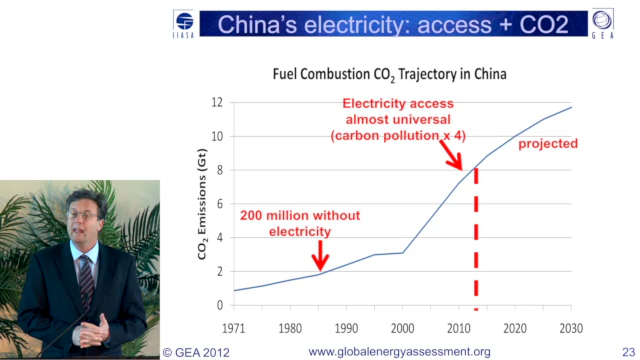 IIASA
China's electricity: access + CO2
GEA
Fuel Combustion CO2 Trajectory in China
Electricity access
almost universal
(carbon pollution x 4)
projected
200 million without
electricity
CO2 Emissions (Gt)
12
10
8
6
4
2
0
1971
1980
1990
2000
2010
2020
2030
© GEA 2012
www.globalenergyassessment.org
23